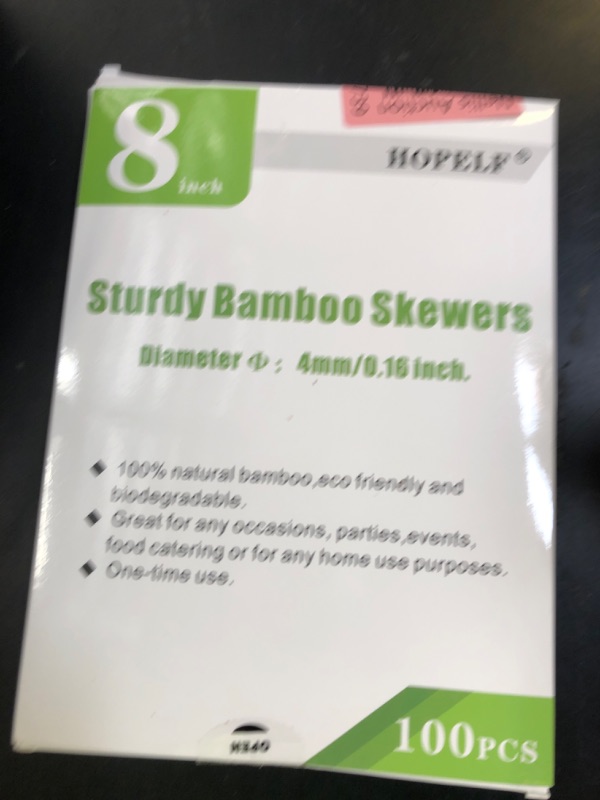 8
inch
HOPELF®
Sturdy Bamboo Skewers
Diameter Φ: 4mm/0.16 inch.
◆ 100% natural bamboo,eco friendly and
biodegradable.
◆ Great for any occasions, parties,events,
food catering or for any home use purposes.
◆ One-time use.
OPEN
100PCS